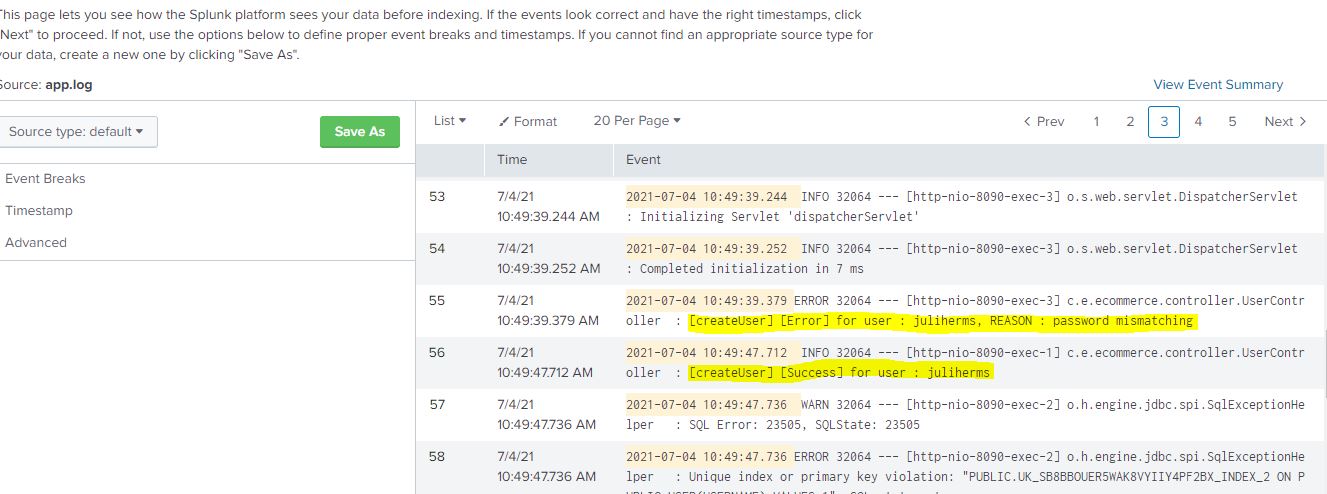 This page lets you see how the Splunk platform sees your data before indexing. If the events look correct and have the right timestamps, click
"Next" to proceed. If not, use the options below to define proper event breaks and timestamps. If you cannot find an appropriate source type for
your data, create a new one by clicking "Save As".
Source: app.log
View Event Summary
Source type: default
Save As
List
Format
20 Per Page
Prev 1 2 3 4 5 Next
Event Breaks
Timestamp
Advanced
Time Event
53 7/4/21 2021-07-04 10:49:39.244 INFO 32064 --- [http-nio-8090-exec-3] o.s.web.servlet.DispatcherServlet
10:49:39.244 AM : Initializing Servlet 'dispatcherServlet'
54 7/4/21 2021-07-04 10:49:39.252 INFO 32064 --- [http-nio-8090-exec-3] o.s.web.servlet.DispatcherServlet
10:49:39.252 AM : Completed initialization in 7 ms
55 7/4/21 2021-07-04 10:49:39.379 ERROR 32064 --- [http-nio-8090-exec-3] c.e.ecommerce.controller.UserContr
10:49:39.379 AM oller : [createUser] [Error] for user : juliherms, REASON : password mismatching
56 7/4/21 2021-07-04 10:49:47.712 INFO 32064 --- [http-nio-8090-exec-1] c.e.ecommerce.controller.UserContr
10:49:47.712 AM oller : [createUser] [Success] for user : juliherms
57 7/4/21 2021-07-04 10:49:47.736 WARN 32064 --- [http-nio-8090-exec-2] o.h.engine.jdbc.spi.SqlExceptionHe
10:49:47.736 AM lper : SQL Error: 23505, SQLState: 23505
58 7/4/21 2021-07-04 10:49:47.736 ERROR 32064 --- [http-nio-8090-exec-2] o.h.engine.jdbc.spi.SqlExceptionHe
10:49:47.736 AM lper : Unique index or primary key violation: "PUBLIC.UK_SB8BBOUER5WAK8VYIIY4PF2BX_INDEX_2 ON P